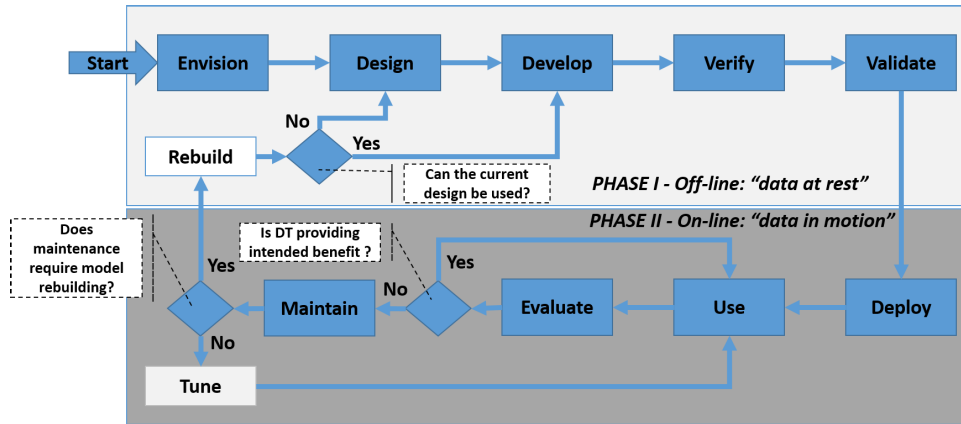 Start
Envision
Design
Develop
Verify
Validate
No
Yes
Rebuild
Can the current
design be used?
PHASE I - Off-line: “data at rest”
PHASE II - On-line: “data in motion”
Does
maintenance
require model
rebuilding?
Is DT providing
intended benefit ?
Yes
Yes
No
Maintain
Evaluate
Use
Deploy
No
Tune